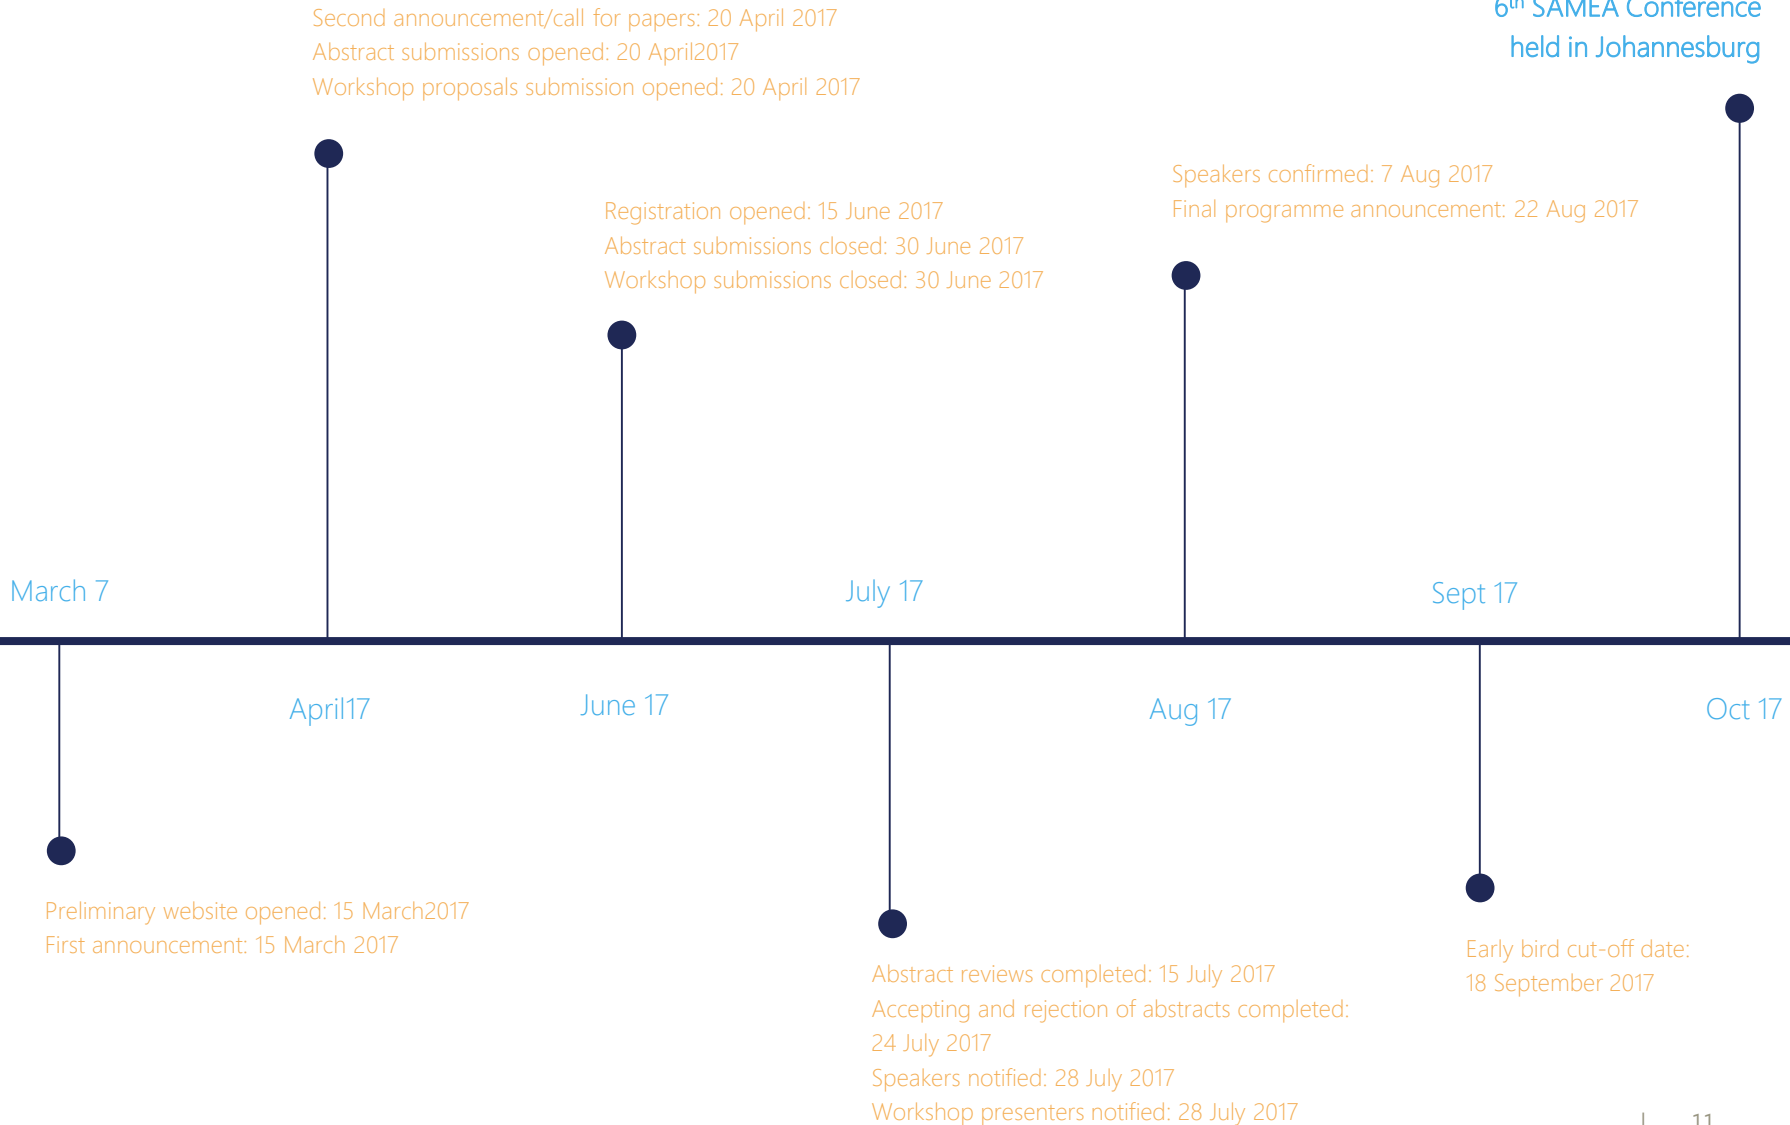 Second announcement/call for papers: 20 April 2017
Abstract submissions opened: 20 April2017
Workshop proposals submission opened: 20 April 2017
6th SAMEA Conference
held in Johannesburg
Speakers confirmed: 7 Aug 2017
Final programme announcement: 22 Aug 2017
Registration opened: 15 June 2017
Abstract submissions closed: 30 June 2017
Workshop submissions closed: 30 June 2017
March 7
July 17
Sept 17
April17
June 17
Aug 17
Oct 17
Preliminary website opened: 15 March2017
First announcement: 15 March 2017
Abstract reviews completed: 15 July 2017
Accepting and rejection of abstracts completed:
24 July 2017
Speakers notified: 28 July 2017
Workshop presenters notified: 28 July 2017
Early bird cut-off date:
18 September 2017
| 11